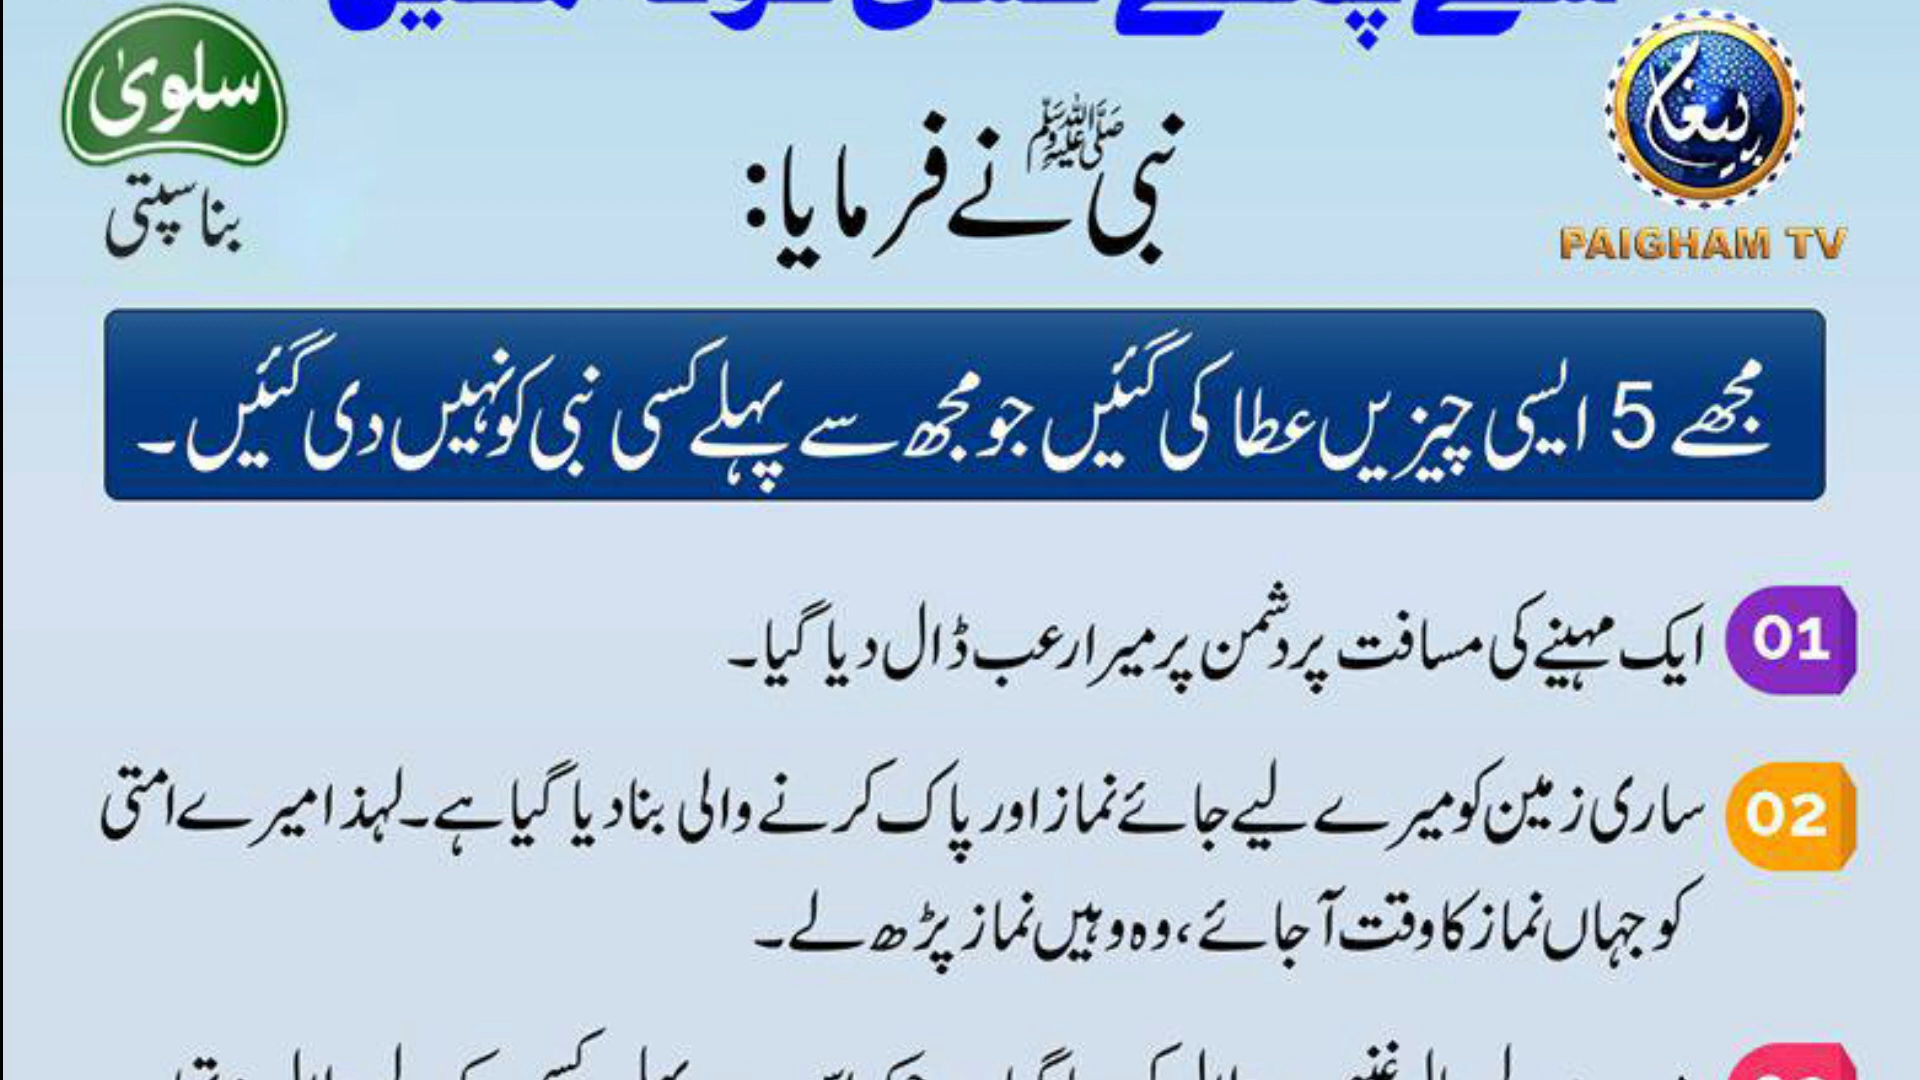 سلویٰ
بناسپتی
پیغام
PAIGHAM TV
نبی ﷺ نے فرمایا:
مجھے 5 ایسی چیزیں عطا کی گئیں جو مجھ سے پہلے کسی نبی کو نہیں دی گئیں۔
01 ایک مہینے کی مسافت پر دشمن پر میرا رعب ڈال دیا گیا۔
02 ساری زمین کو میرے لیے جائے نماز اور پاک کرنے والی بنا دیا گیا ہے۔ لہذا میرے امتی
کو جہاں نماز کا وقت آ جائے، وہ وہیں نماز پڑھ لے۔